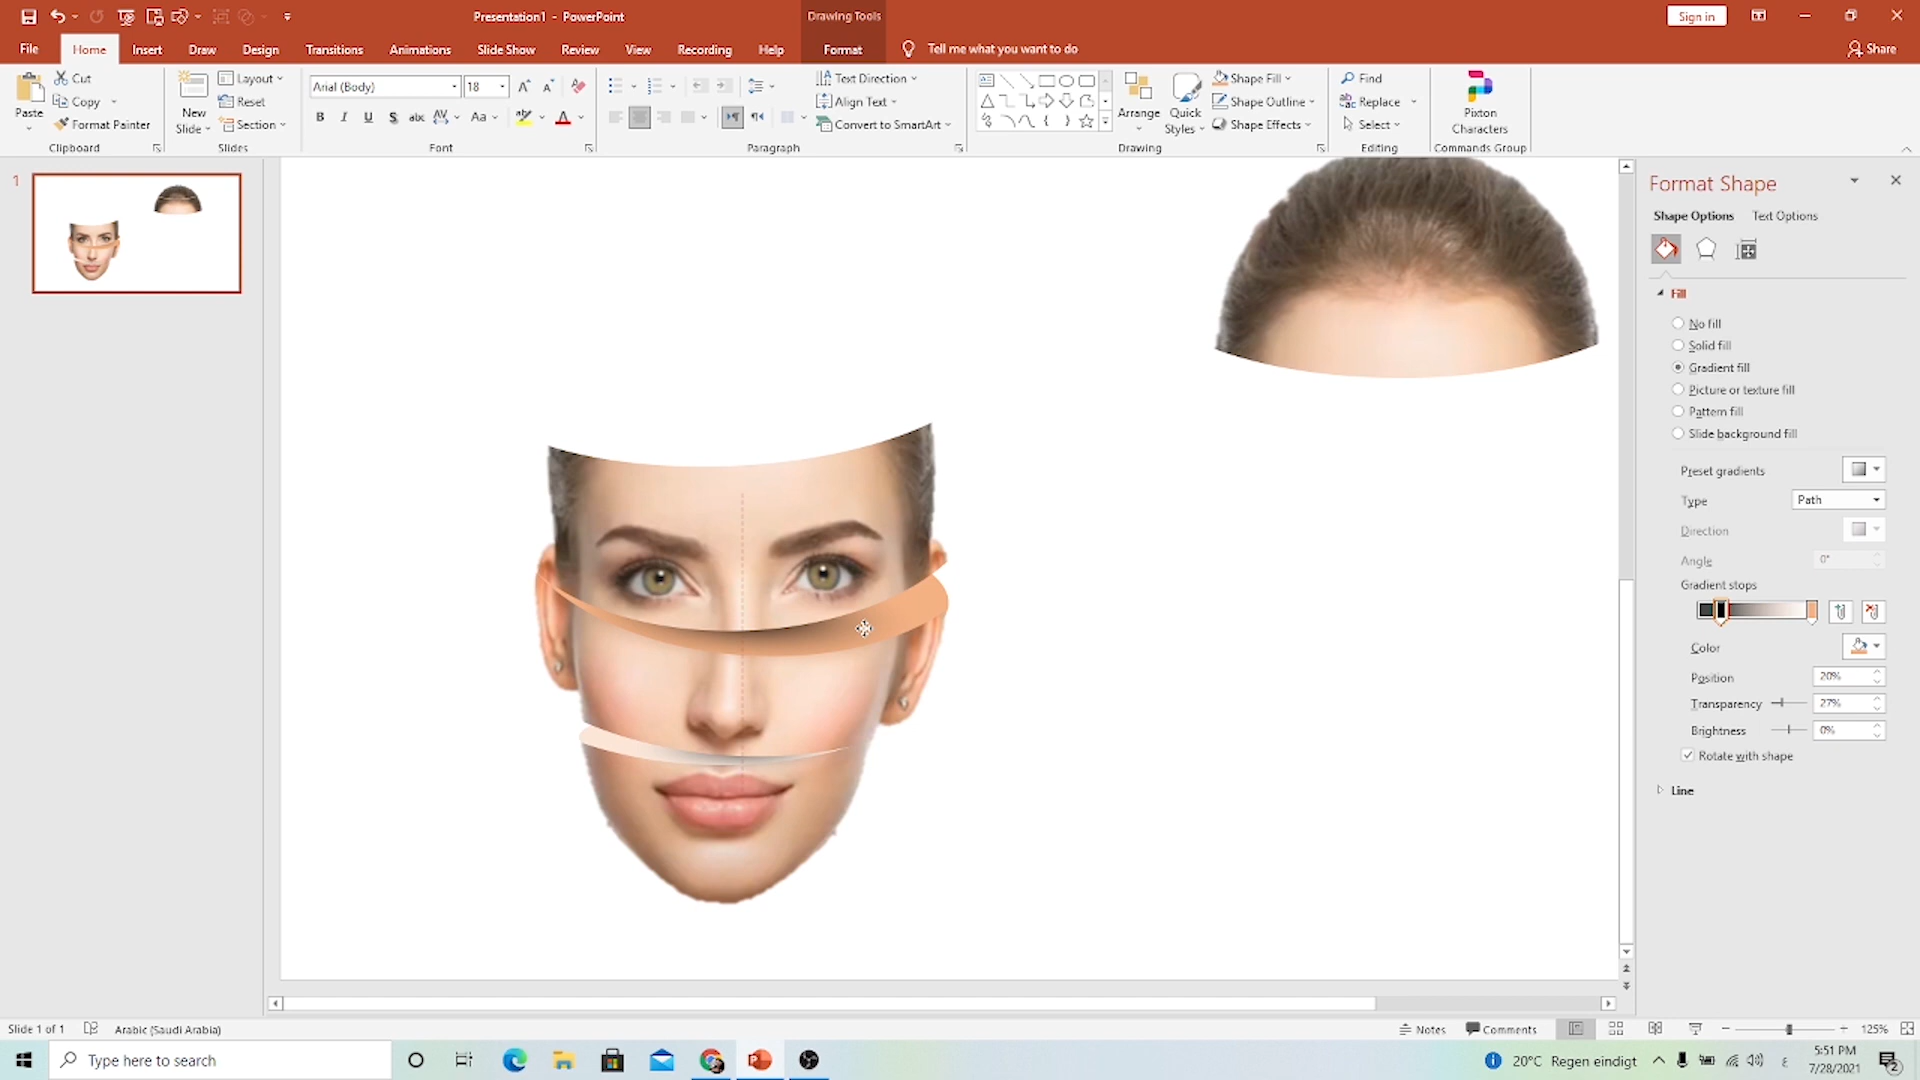 Presentation1 - PowerPoint
Drawing Tools
Sign in
File Home Insert Draw Design Transitions Animations Slide Show Review View Recording Help Format Tell me what you want to do Share
Paste
Cut
Copy
Format Painter
Clipboard
New
Slide
Layout
Reset
Section
Slides
Arial (Body) 18
B I U S abc AV Aa A
Font
Text Direction
Align Text
Convert to SmartArt
Paragraph
Arrange
Quick
Styles
Shape Fill
Shape Outline
Shape Effects
Drawing
Find
Replace
Select
Editing
Pixton
Characters
Commands Group
1
Format Shape
Shape Options Text Options
Fill
No fill
Solid fill
Gradient fill
Picture or texture fill
Pattern fill
Slide background fill
Preset gradients
Type Path
Direction
Angle 0°
Gradient stops
Color
Position 20%
Transparency 27%
Brightness 0%
Rotate with shape
Line
Slide 1 of 1 Arabic (Saudi Arabia) Notes Comments 125%
Type here to search
20°C Regen eindigt
ع
5:51 PM
7/28/2021
2